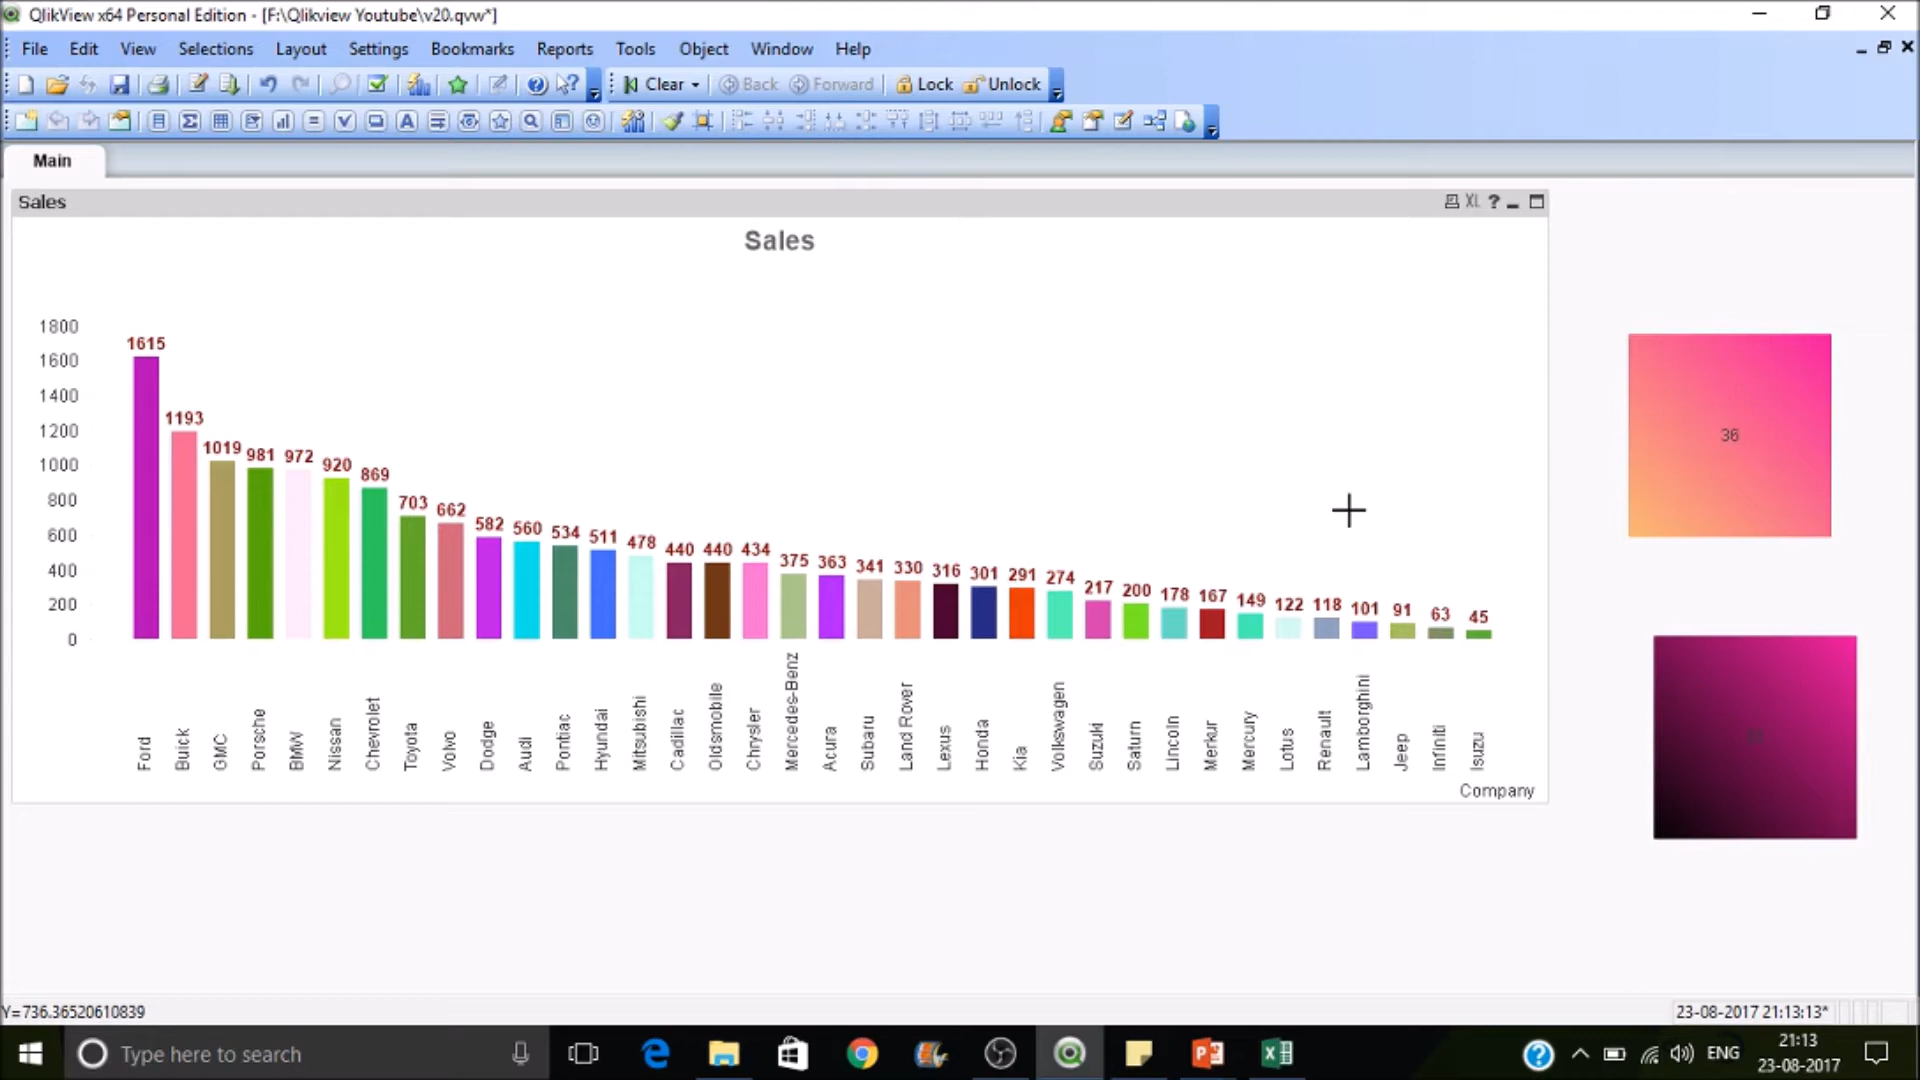 QlikView x64 Personal Edition - [F:\Qlikview Youtube\v20.qvw*]
File Edit View Selections Layout Settings Bookmarks Reports Tools Object Window Help
Clear Back Forward Lock Unlock
Main
Sales XL ?
Sales
1800
1600
1400
1200
1000
800
600
400
200
0
1615 1193 1019 981 972 920 869 703 662 582 560 534 511 478 440 440 434 375 363 341 330 316 301 291 274 217 200 178 167 149 122 118 101 91 63 45
Ford Buick GMC Porsche BMW Nissan Chevrolet Toyota Volvo Dodge Audi Pontiac Hyundai Mitsubishi Cadillac Oldsmobile Chrysler Mercedes-Benz Acura Subaru Land Rover Lexus Honda Kia Volkswagen Suzuki Saturn Lincoln Merkur Mercury Lotus Renault Lamborghini Jeep Infiniti Isuzu
Company
36
Y=736.36520610839
23-08-2017 21:13:13*
Type here to search
ENG
21:13
23-08-2017